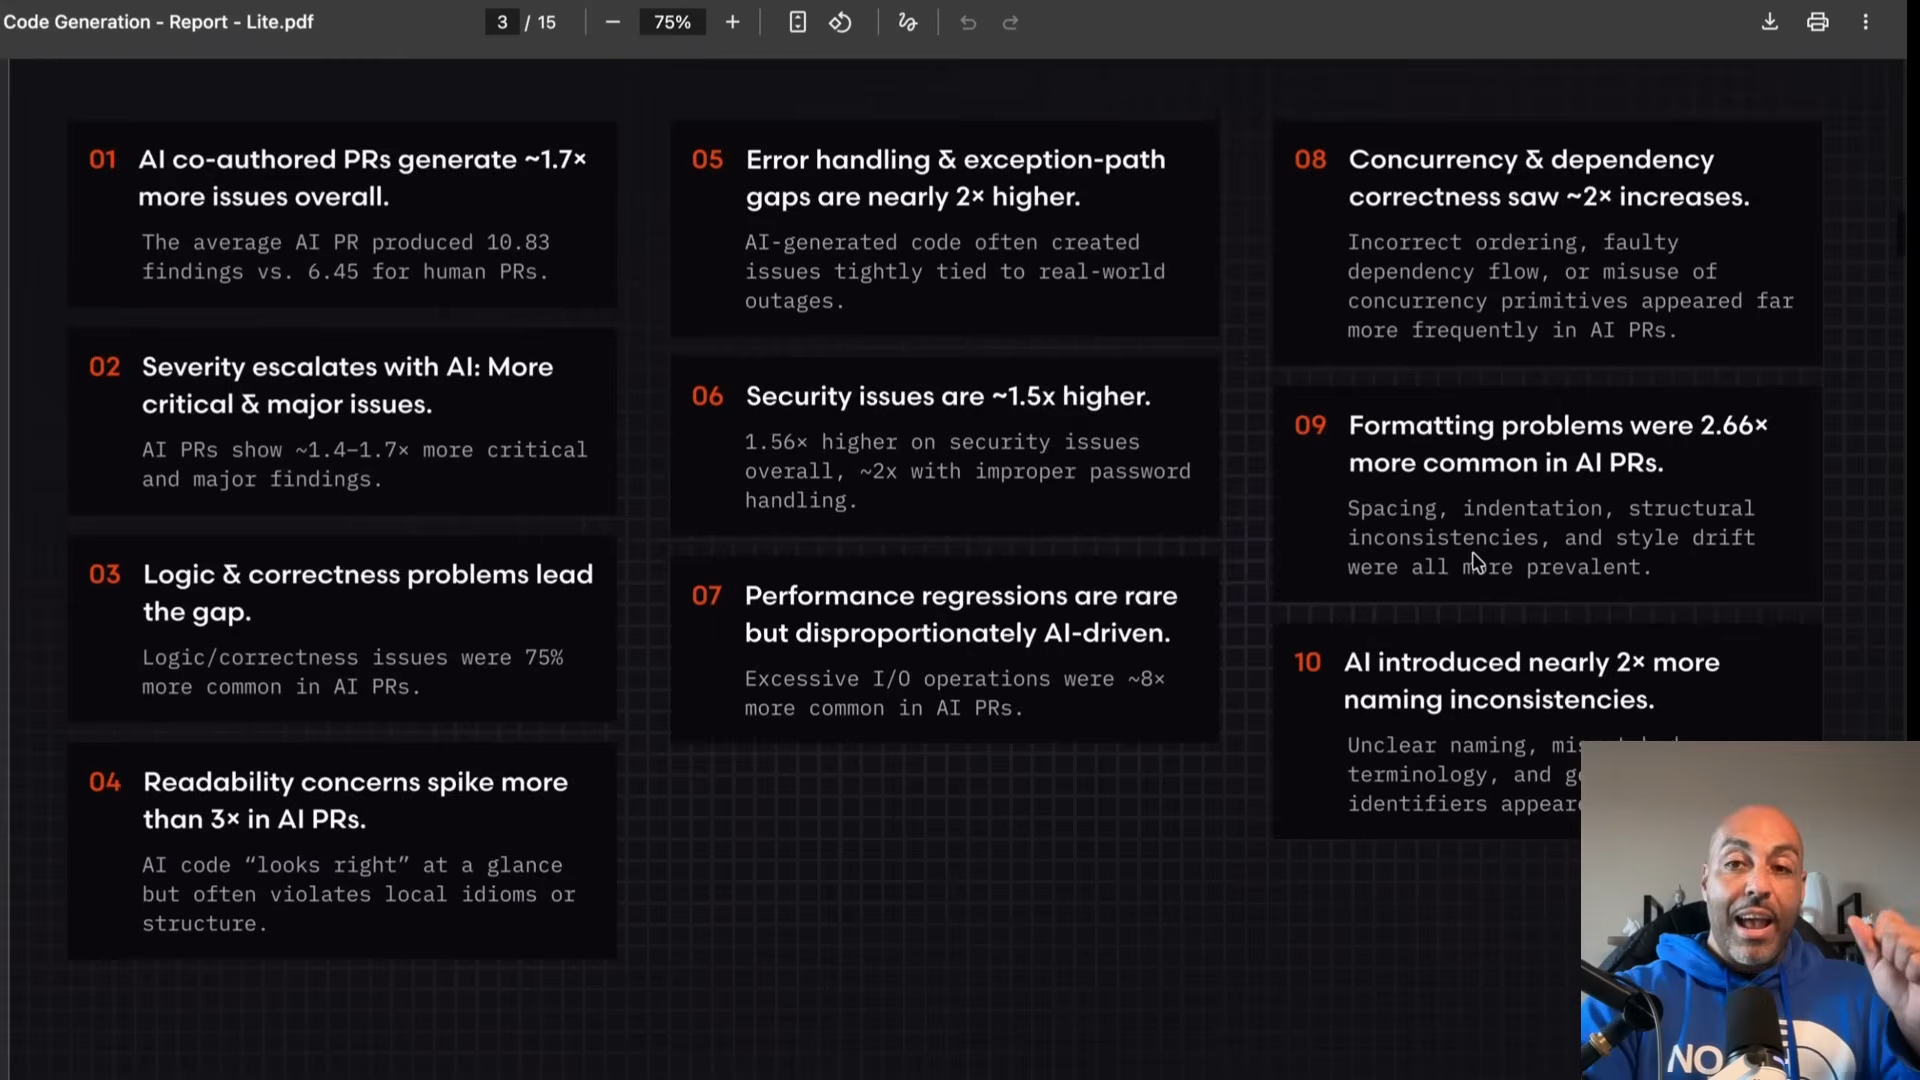 Code Generation - Report - Lite.pdf
3 / 15
75%
01 AI co-authored PRs generate ~1.7×
more issues overall.
The average AI PR produced 10.83
findings vs. 6.45 for human PRs.
02 Severity escalates with AI: More
critical & major issues.
AI PRs show ~1.4–1.7× more critical
and major findings.
03 Logic & correctness problems lead
the gap.
Logic/correctness issues were 75%
more common in AI PRs.
04 Readability concerns spike more
than 3× in AI PRs.
AI code “looks right” at a glance
but often violates local idioms or
structure.
05 Error handling & exception-path
gaps are nearly 2× higher.
AI-generated code often created
issues tightly tied to real-world
outages.
06 Security issues are ~1.5x higher.
1.56× higher on security issues
overall, ~2x with improper password
handling.
07 Performance regressions are rare
but disproportionately AI-driven.
Excessive I/O operations were ~8×
more common in AI PRs.
08 Concurrency & dependency
correctness saw ~2× increases.
Incorrect ordering, faulty
dependency flow, or misuse of
concurrency primitives appeared far
more frequently in AI PRs.
09 Formatting problems were 2.66×
more common in AI PRs.
Spacing, indentation, structural
inconsistencies, and style drift
were all more prevalent.
10 AI introduced nearly 2× more
naming inconsistencies.
Unclear naming,
terminology, and
identifiers
NO